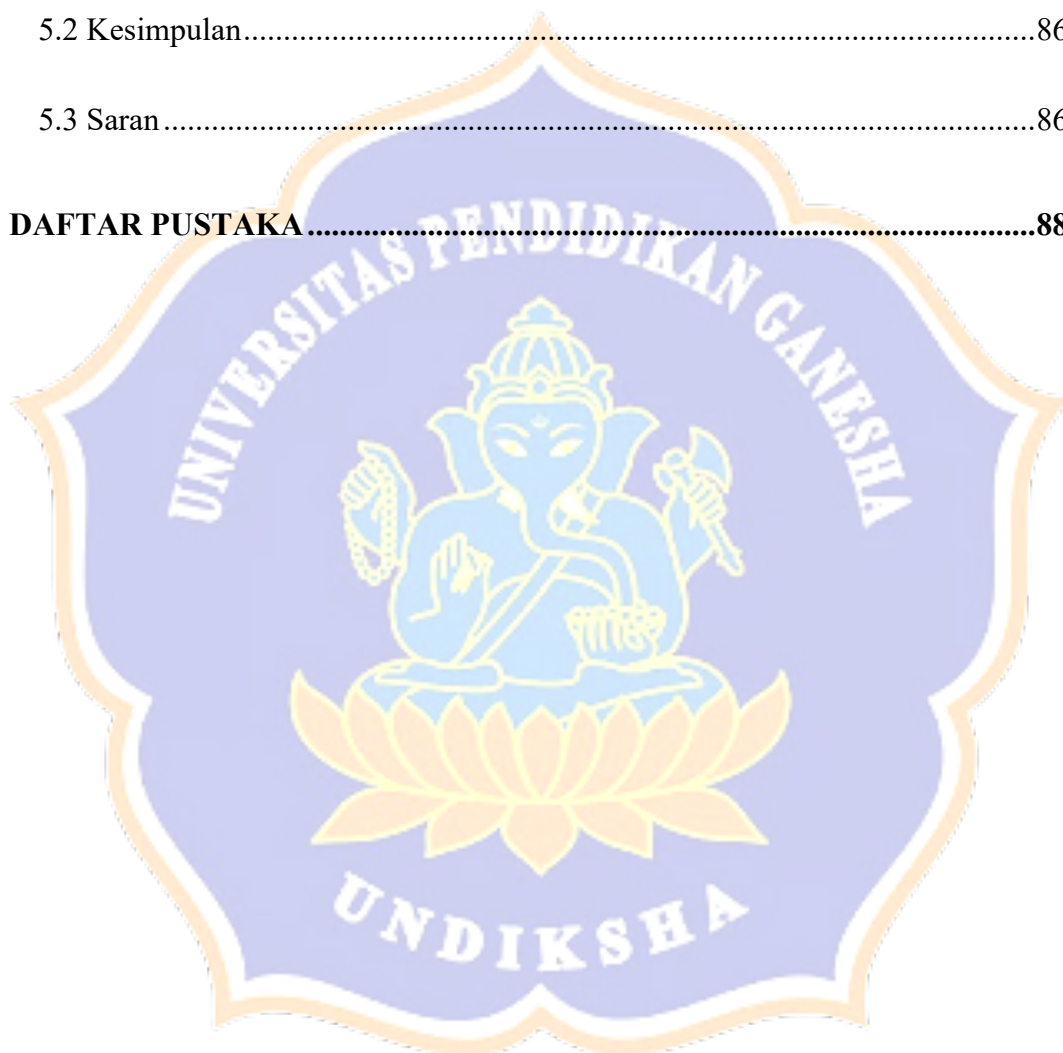 5.2 Kesimpulan....................................................................................................86
5.3 Saran..............................................................................................................86
DAFTAR PUSTAKA...........................................................................................88
UNIVERSITAS PENDIDIKAN GANESHA
UNDIKSHA